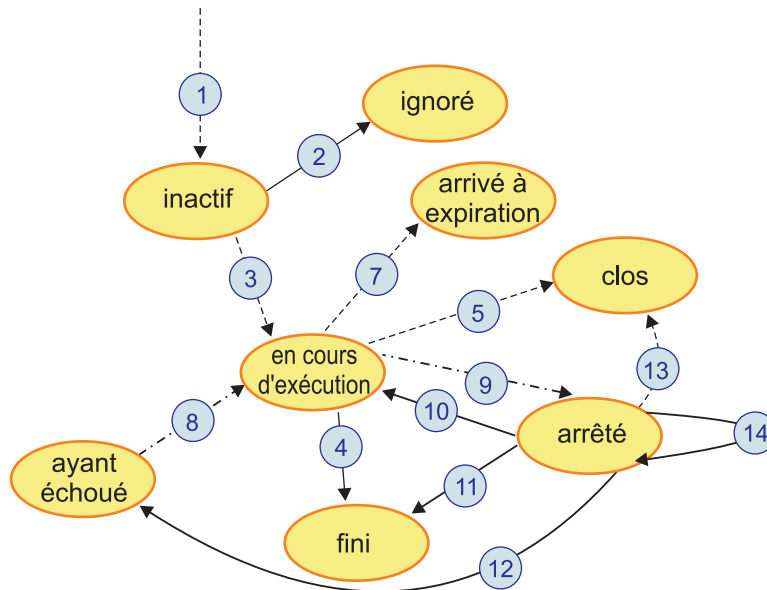 1
ignoré
2
inactif
arrivé à
expiration
3
7
clos
5
en cours
d'exécution
9
13
10
8
4
arrêté
14
ayant
échoué
11
fini
12